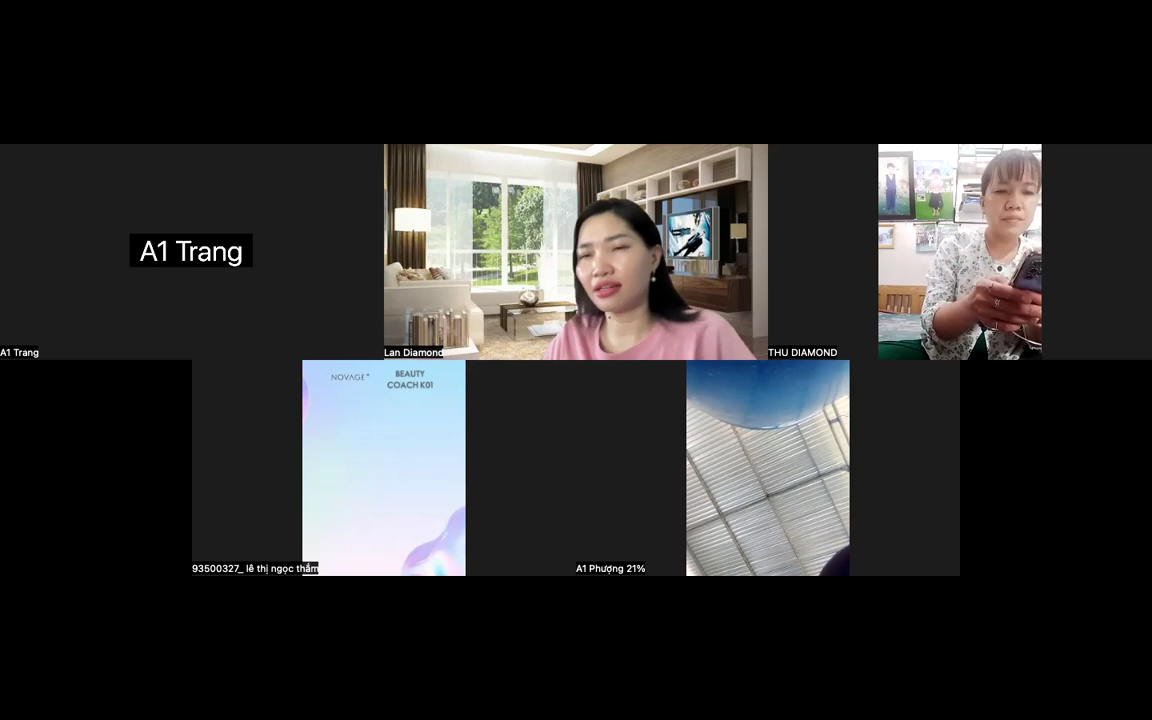 A1 Trang
A1 Trang
Lan Diamond
THU DIAMOND
NOVAGE+
BEAUTY
COACH K01
93500327_ lê thị ngọc thắm
A1 Phượng 21%